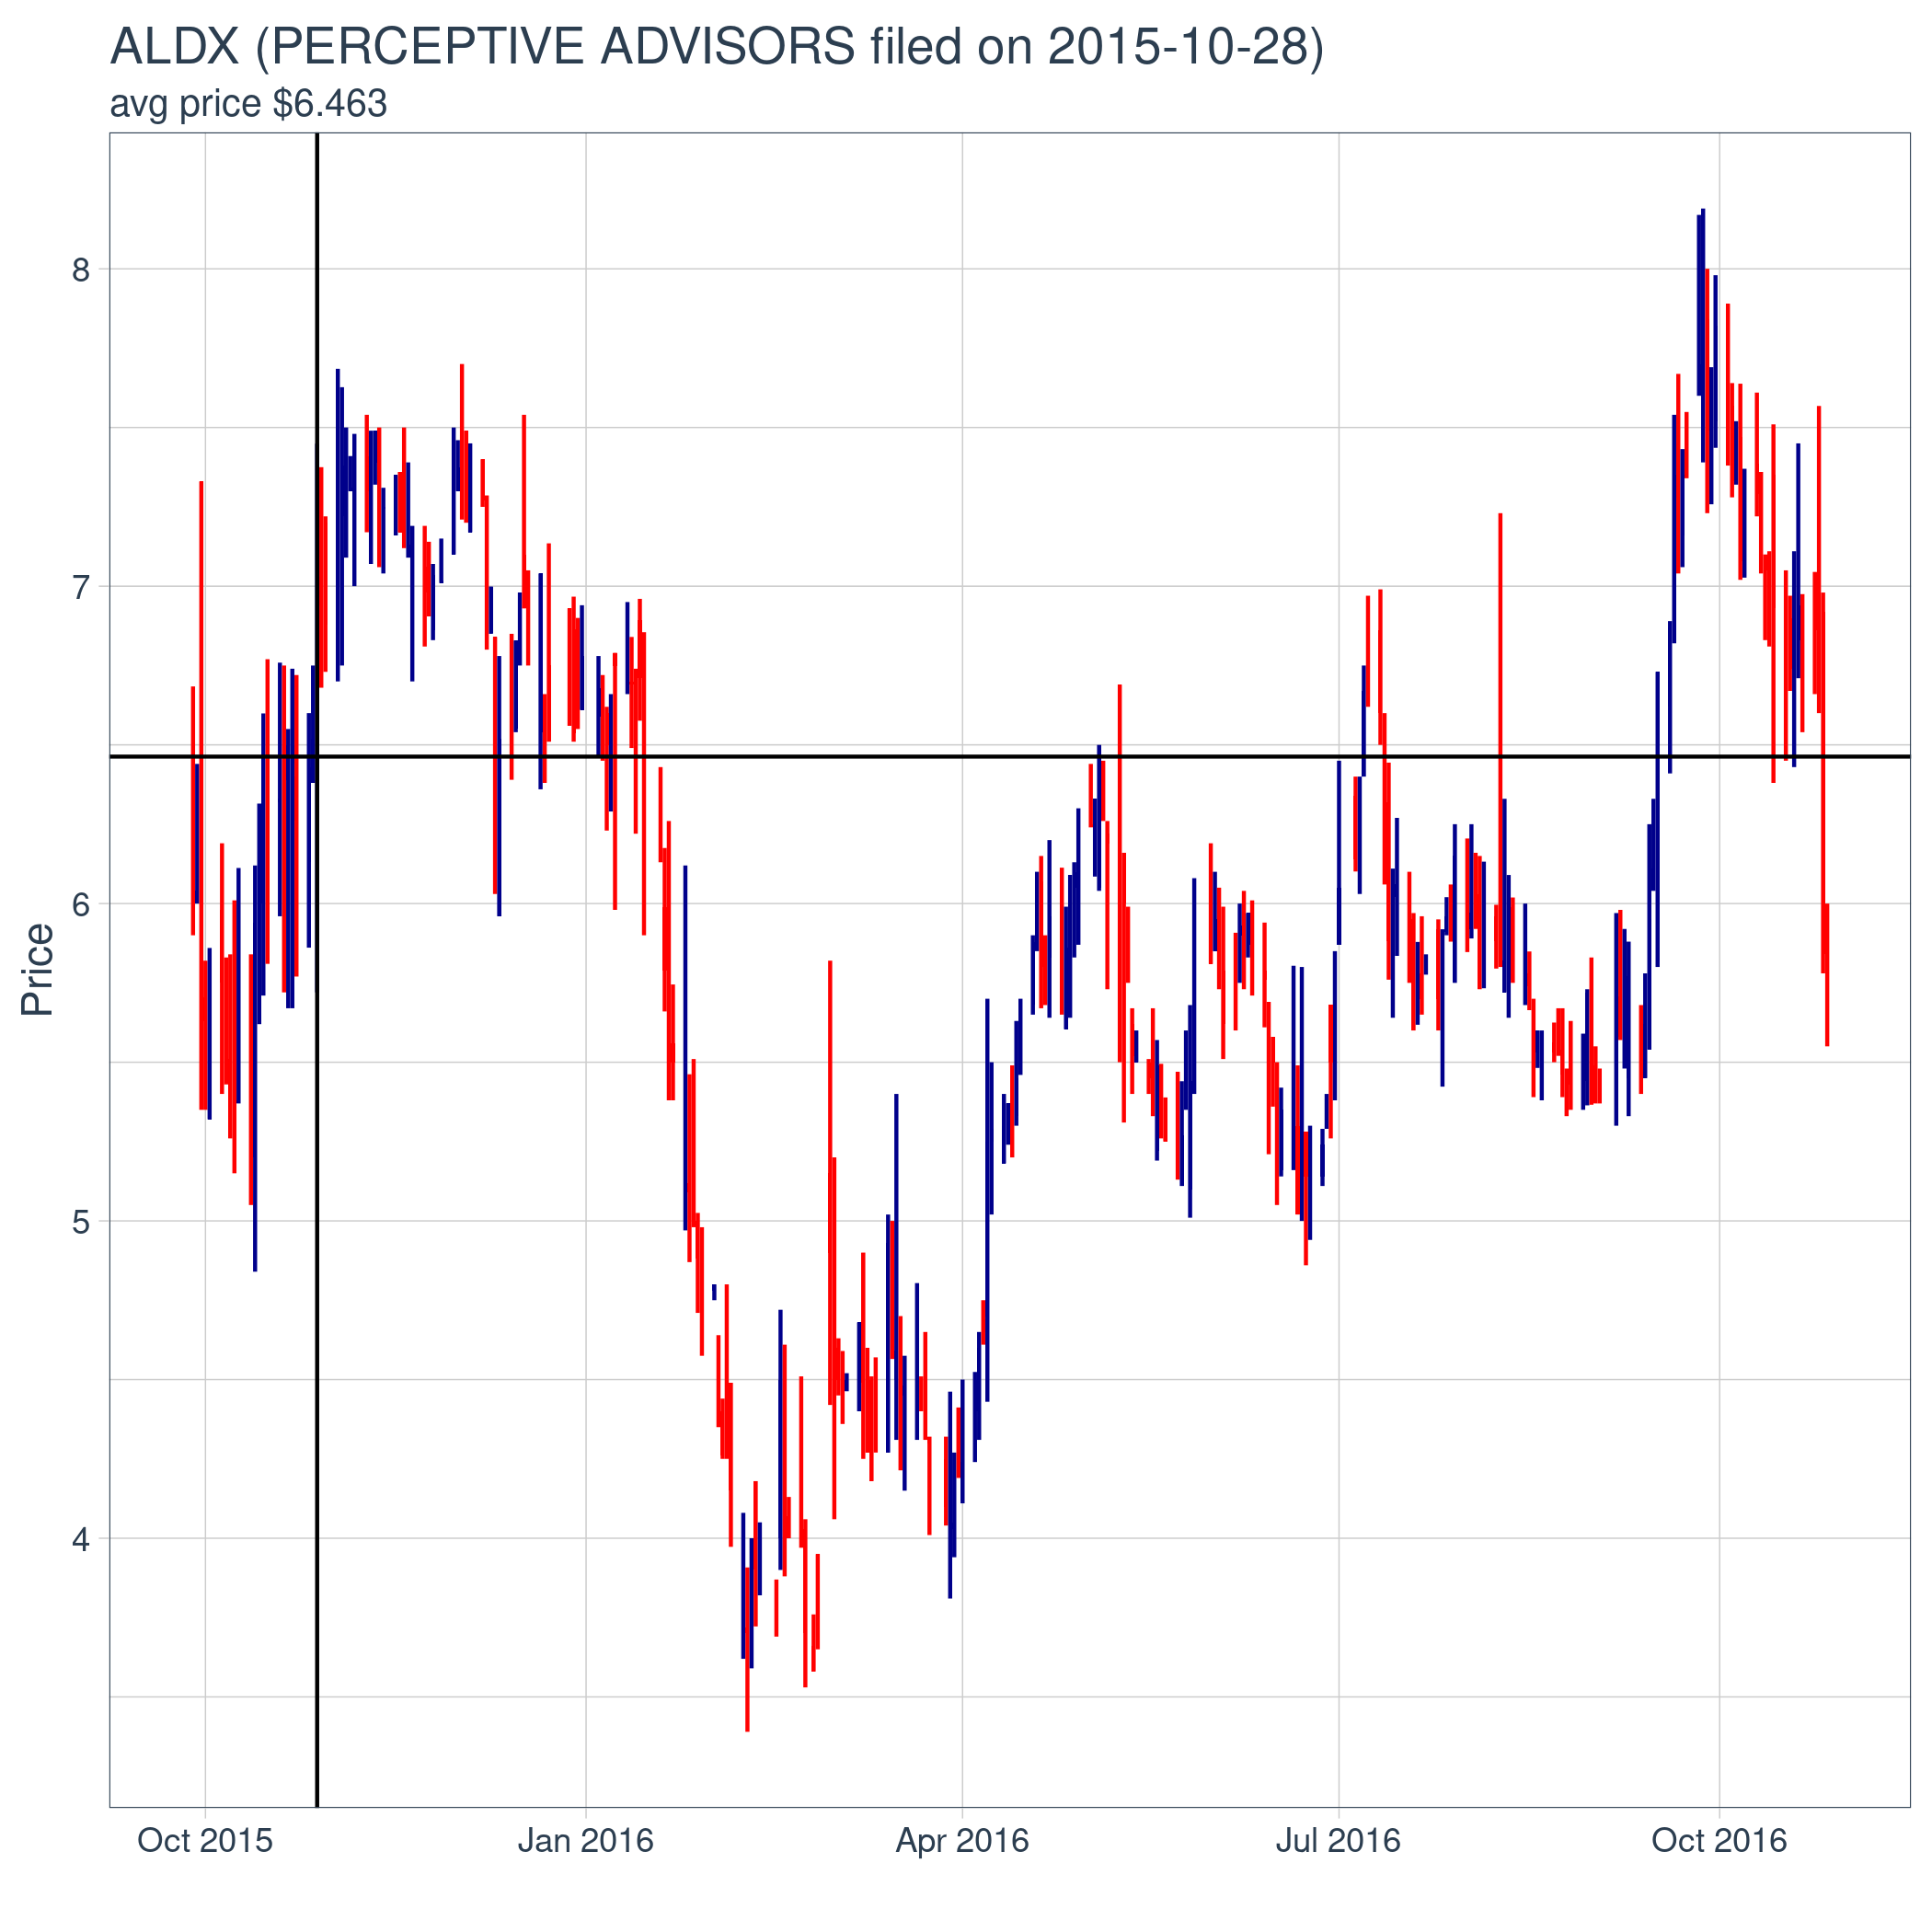 ALDX (PERCEPTIVE ADVISORS filed on 2015-10-28)
avg price $6.463
8
7
6
5
4
Price
Oct 2015 Jan 2016 Apr 2016 Jul 2016 Oct 2016